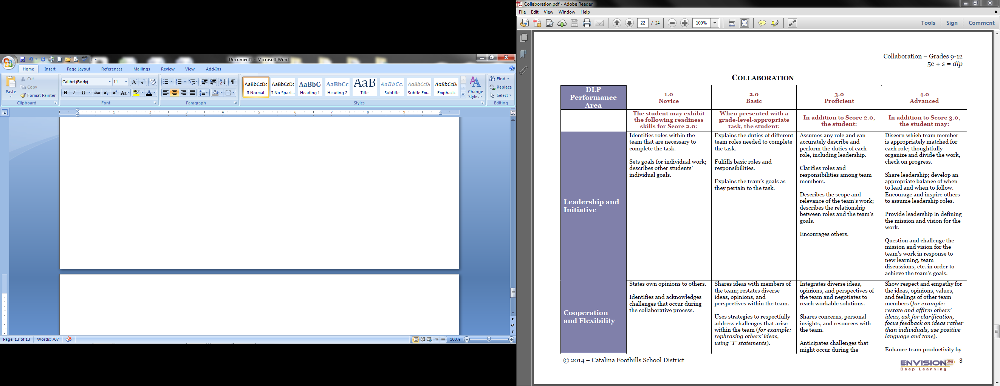 Document1 - Microsoft Word
Home Insert Page Layout References Mailings Review View Add-Ins
Paste
Cut
Copy
Format Painter
Clipboard
Calibri (Body) 11
Font
Paragraph
AaBbCcDc AaBbCcDc AaBbC AaBbCc AaB AaBbCc. AaBbCcDc AaBbCcDc
¶ Normal ¶ No Spaci... Heading 1 Heading 2 Title Subtitle Subtle Em... Emphasis
Change
Styles
Styles
Find
Replace
Select
Editing
1 2 3 4 5 6 7 8 9
Page: 13 of 13 Words: 707 100%
Collaboration.pdf - Adobe Reader
File Edit View Window Help
22 / 24 100% Tools Sign Comment
Collaboration – Grades 9-12
5c + s = dlp
COLLABORATION
DLP
Performance
Area
1.0
Novice
2.0
Basic
3.0
Proficient
4.0
Advanced
The student may exhibit
the following readiness
skills for Score 2.0:
When presented with a
grade-level-appropriate
task, the student:
In addition to Score 2.0,
the student:
In addition to Score 3.0,
the student may:
Leadership and
Initiative
Identifies roles within the
team that are necessary to
complete the task.
Sets goals for individual work;
describes other students’
individual goals.
Explains the duties of different
team roles needed to complete
the task.
Fulfills basic roles and
responsibilities.
Explains the team’s goals as
they pertain to the task.
Assumes any role and can
accurately describe and
perform the duties of each
role, including leadership.
Clarifies roles and
responsibilities among team
members.
Describes the scope and
relevance of the team’s work;
describes the relationship
between roles and the team’s
goals.
Encourages others.
Discern which team member
is appropriately matched for
each role; thoughtfully
organize and divide the work,
check on progress.
Share leadership; develop an
appropriate balance of when
to lead and when to follow.
Encourage and inspire others
to assume leadership roles.
Provide leadership in defining
the mission and vision for the
work.
Question and challenge the
mission and vision for the
team’s work in response to
new learning, team
discussions, etc. in order to
achieve the team’s goals.
Cooperation
and Flexibility
States own opinions to others.
Identifies and acknowledges
challenges that occur during
the collaborative process.
Shares ideas with members of
the team; restates diverse
ideas, opinions, and
perspectives within the team.
Uses strategies to respectfully
address challenges that arise
within the team (for example:
rephrasing others’ ideas,
using “I” statements).
Integrates diverse ideas,
opinions, and perspectives of
the team and negotiates to
reach workable solutions.
Shares concerns, personal
insights, and resources with
the team.
Anticipates challenges that
might occur during the
Show respect and empathy for
the ideas, opinions, values,
and feelings of other team
members (for example:
restate and affirm others’
ideas, ask for clarification,
focus feedback on ideas rather
than individuals, use positive
language and tone).
Enhance team productivity by
© 2014 – Catalina Foothills School District
ENVISION 21
Deep Learning
3